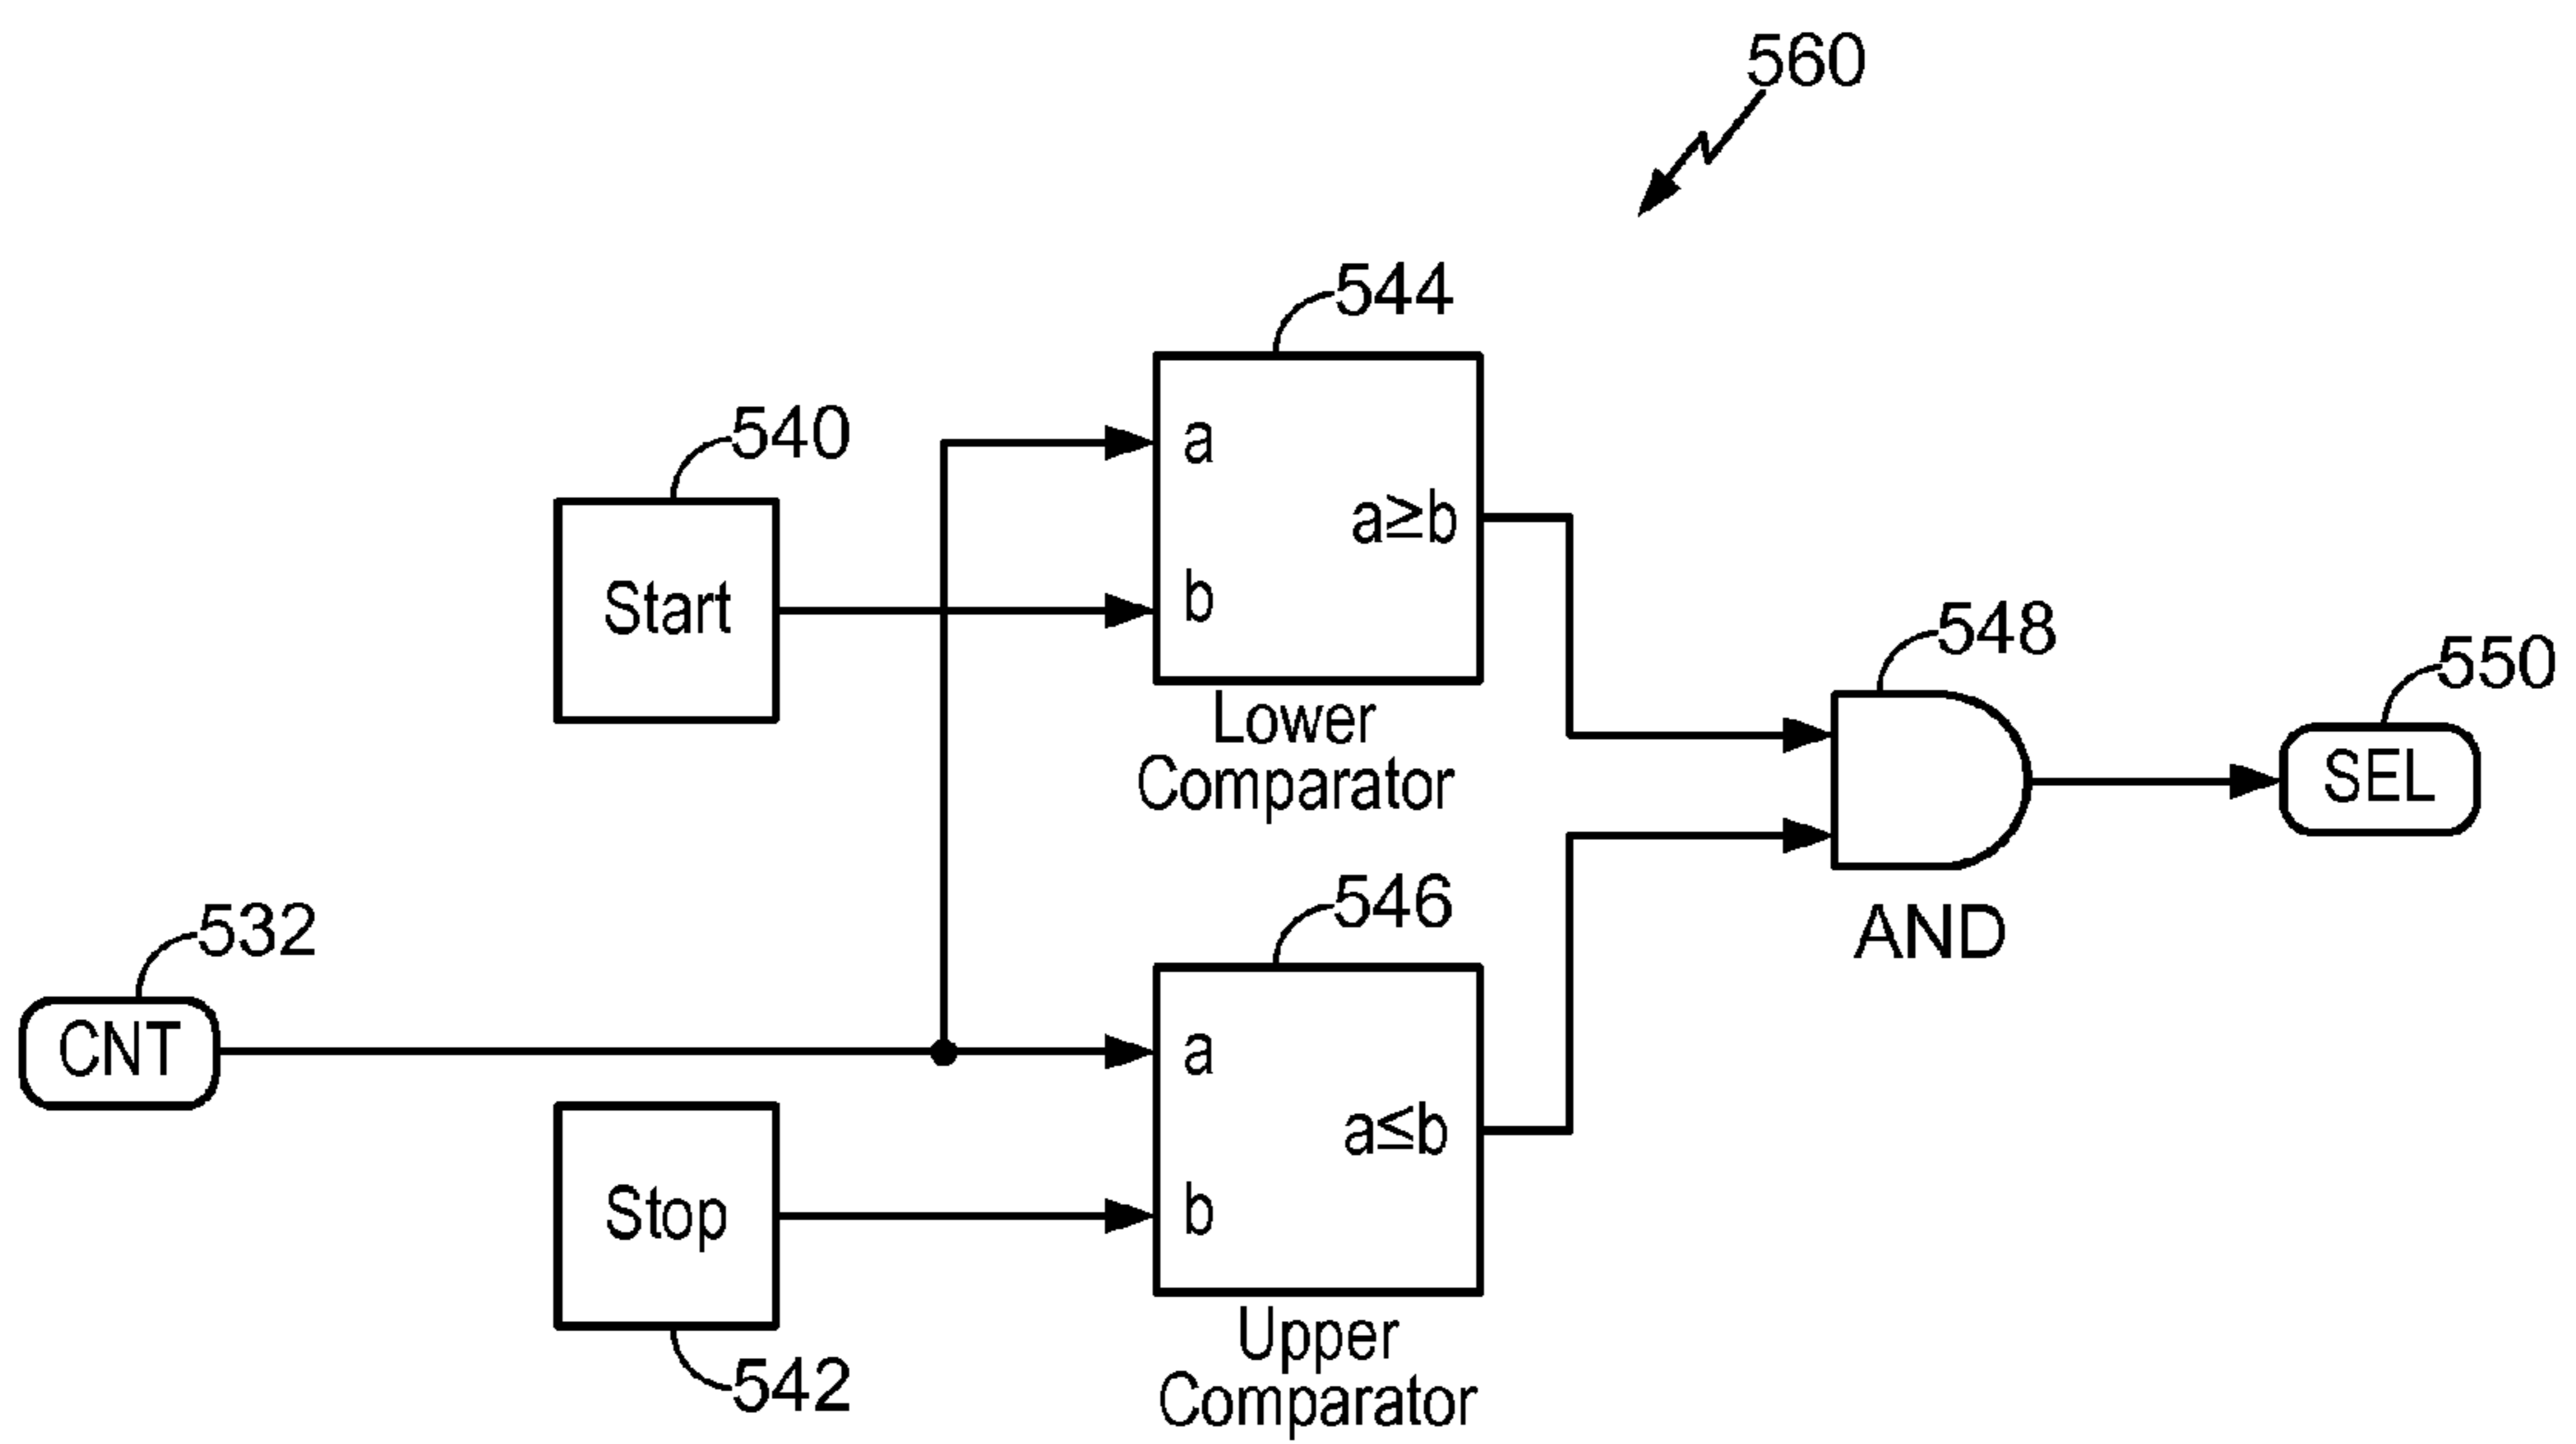 560
544
a
a≥b
b
Lower
Comparator
540
Start
548
AND
550
SEL
532
CNT
546
a
a≤b
b
Upper
Comparator
Stop
542